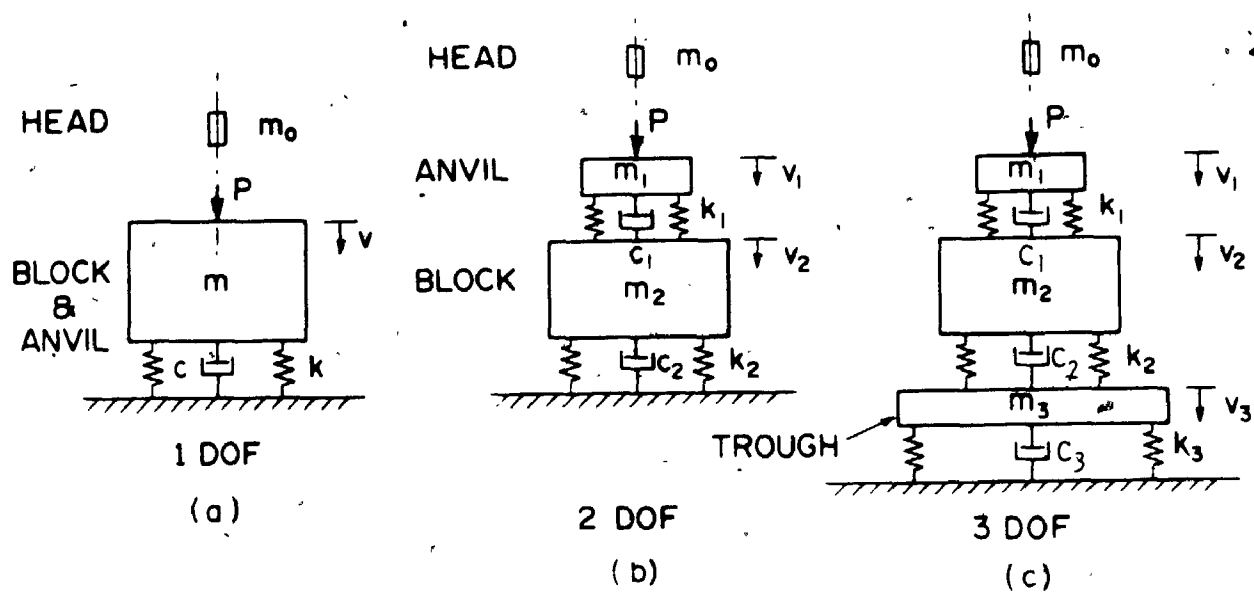 HEAD
m₀
P
v
BLOCK
&
ANVIL
m
c
k
1 DOF
(a)
HEAD
m₀
P
ANVIL
m₁
v₁
k₁
c₁
v₂
BLOCK
m₂
c₂
k₂
2 DOF
(b)
m₀
P
m₁
v₁
k₁
c₁
v₂
m₂
C₂
k₂
m₃
v₃
TROUGH
C₃
k₃
3 DOF
(c)